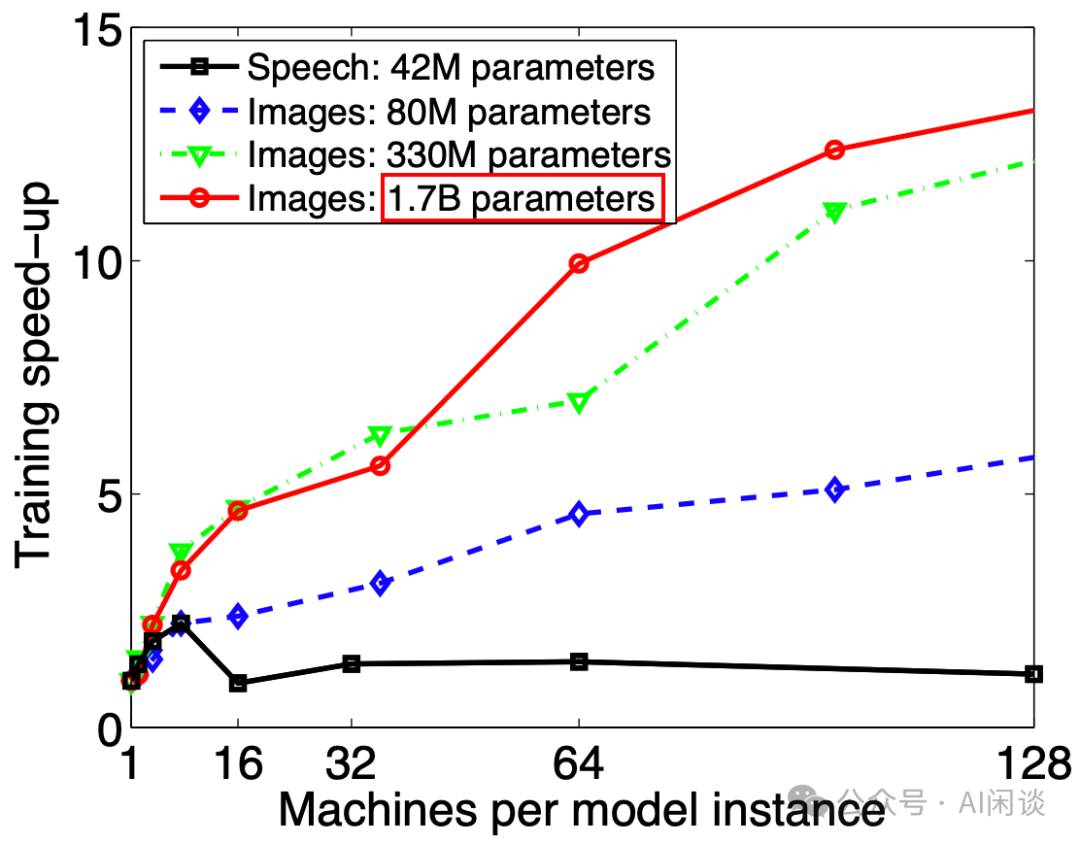 15
Speech: 42M parameters
Images: 80M parameters
Images: 330M parameters
Images: 1.7B parameters
10
5
0
Training speed-up
1 16 32 64 128
Machines per model instance
公众号 · AI闲谈